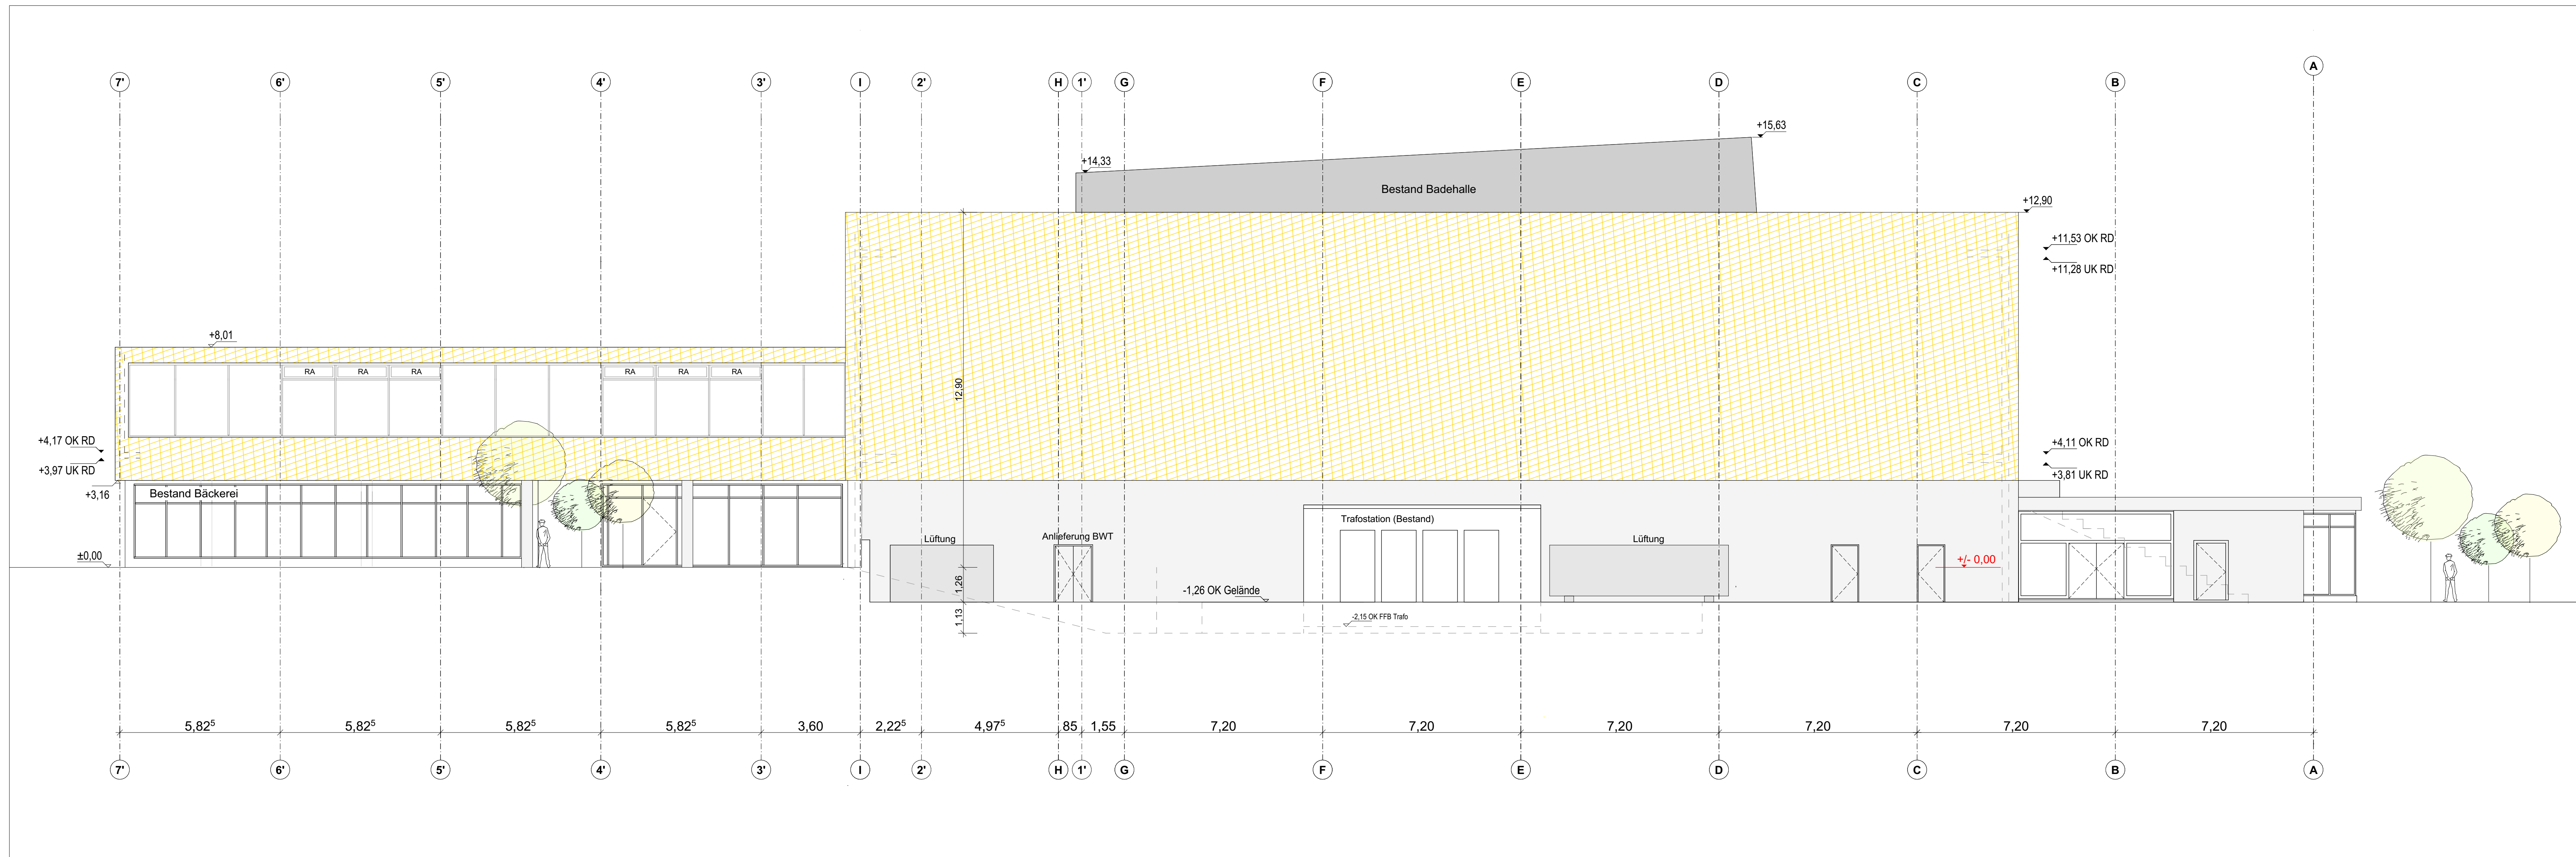 A
7' 6' 5' 4' 3' I 2' H 1' G F E D C B
+15,63
+14,33
Bestand Badehalle
+12,90
+11,53 OK RD
+11,28 UK RD
+8,01
RA RA RA RA RA RA
12,90
+4,17 OK RD
+4,11 OK RD
+3,97 UK RD
+3,81 UK RD
+3,16
Bestand Bäckerei
Trafostation (Bestand)
Anlieferung BWT
Lüftung
Lüftung
±0,00
+/- 0,00
1,26
-1,26 OK Gelände
1,13
-2,15 OK FFB Trafo
5,82⁵ 5,82⁵ 5,82⁵ 5,82⁵ 3,60 2,22⁵ 4,97⁵ 85 1,55 7,20 7,20 7,20 7,20 7,20 7,20
7' 6' 5' 4' 3' I 2' H 1' G F E D C B A